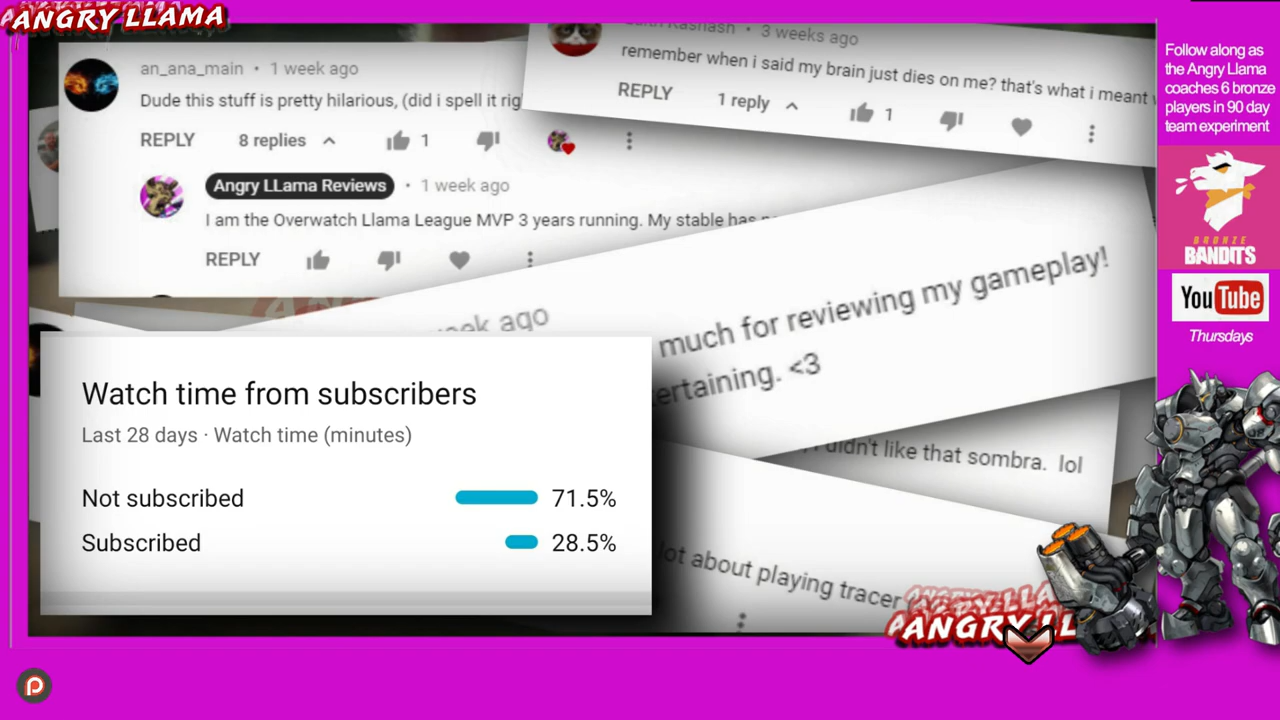 ANGRY LLAMA
an_ana_main • 1 week ago
Dude this stuff is pretty hilarious, (did i spell it
REPLY 8 replies 1
Angry LLama Reviews • 1 week ago
I am the Overwatch Llama League MVP 3 years running. My stable has
REPLY
Kashash • 3 weeks ago
remember when i said my brain just dies on me? that's what i meant
REPLY 1 reply 1
ago
much for reviewing my gameplay!
<3
didn't like that sombra. lol
lot about playing tracer
Watch time from subscribers
Last 28 days · Watch time (minutes)
Not subscribed 71.5%
Subscribed 28.5%
ANGRY
Follow along as
the Angry Llama
coaches 6 bronze
players in 90 day
team experiment
BRONZE
BANDITS
YouTube
Thursdays